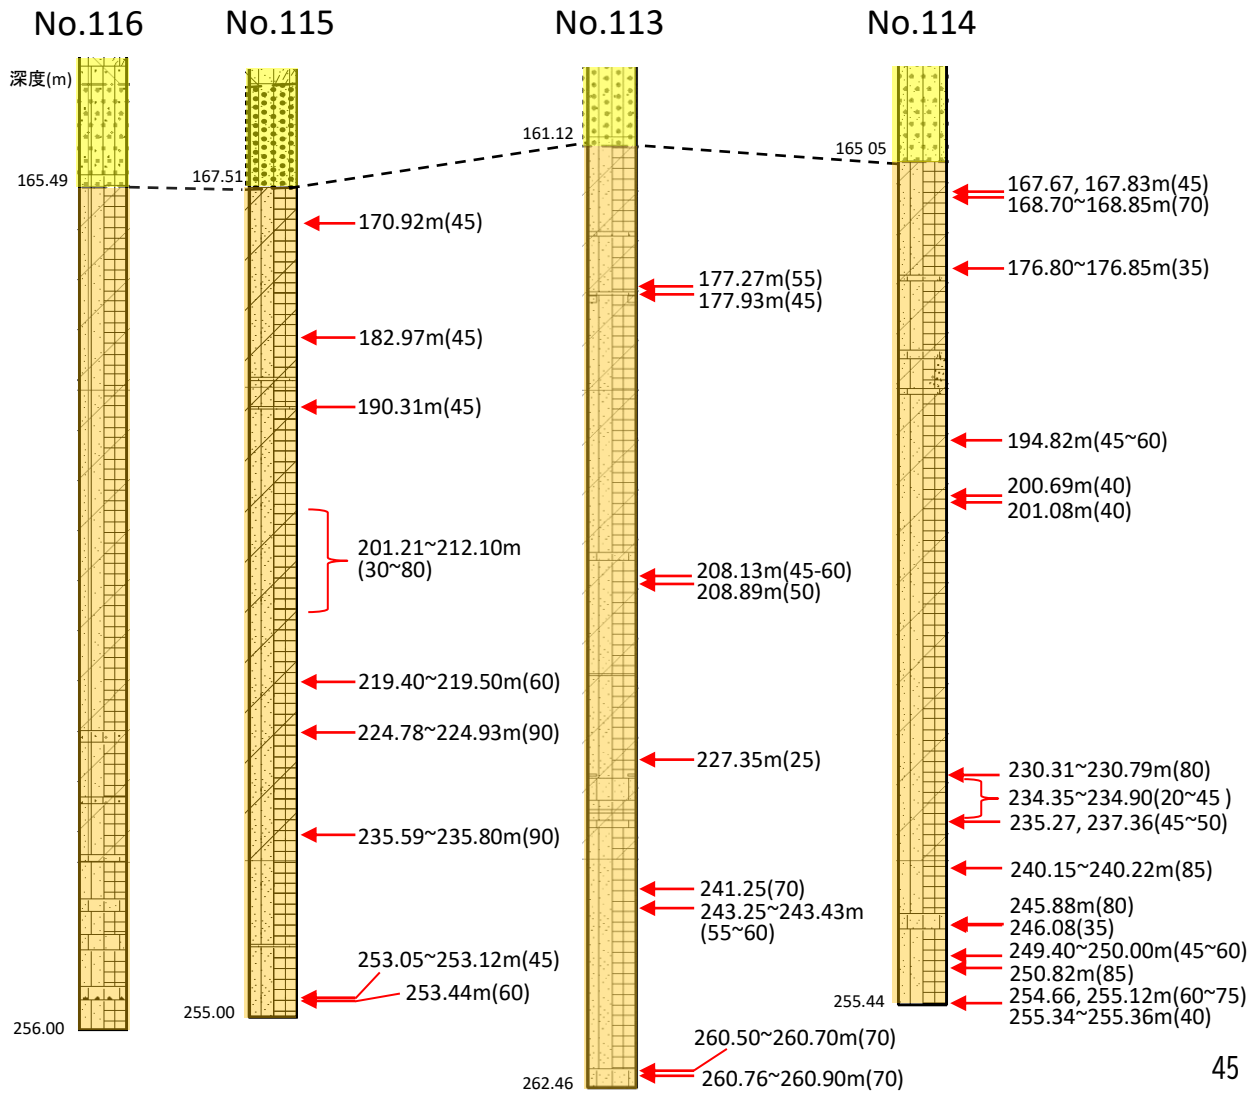 No.116
No.115
No.113
No.114
深度(m)
165.49
256.00
167.51
170.92m(45)
182.97m(45)
190.31m(45)
201.21~212.10m
(30~80)
219.40~219.50m(60)
224.78~224.93m(90)
235.59~235.80m(90)
253.05~253.12m(45)
253.44m(60)
255.00
161.12
177.27m(55)
177.93m(45)
208.13m(45-60)
208.89m(50)
227.35m(25)
241.25(70)
243.25~243.43m
(55~60)
260.50~260.70m(70)
260.76~260.90m(70)
262.46
165 05
167.67, 167.83m(45)
168.70~168.85m(70)
176.80~176.85m(35)
194.82m(45~60)
200.69m(40)
201.08m(40)
230.31~230.79m(80)
234.35~234.90(20~45 )
235.27, 237.36(45~50)
240.15~240.22m(85)
245.88m(80)
246.08(35)
249.40~250.00m(45~60)
250.82m(85)
254.66, 255.12m(60~75)
255.34~255.36m(40)
255.44
45